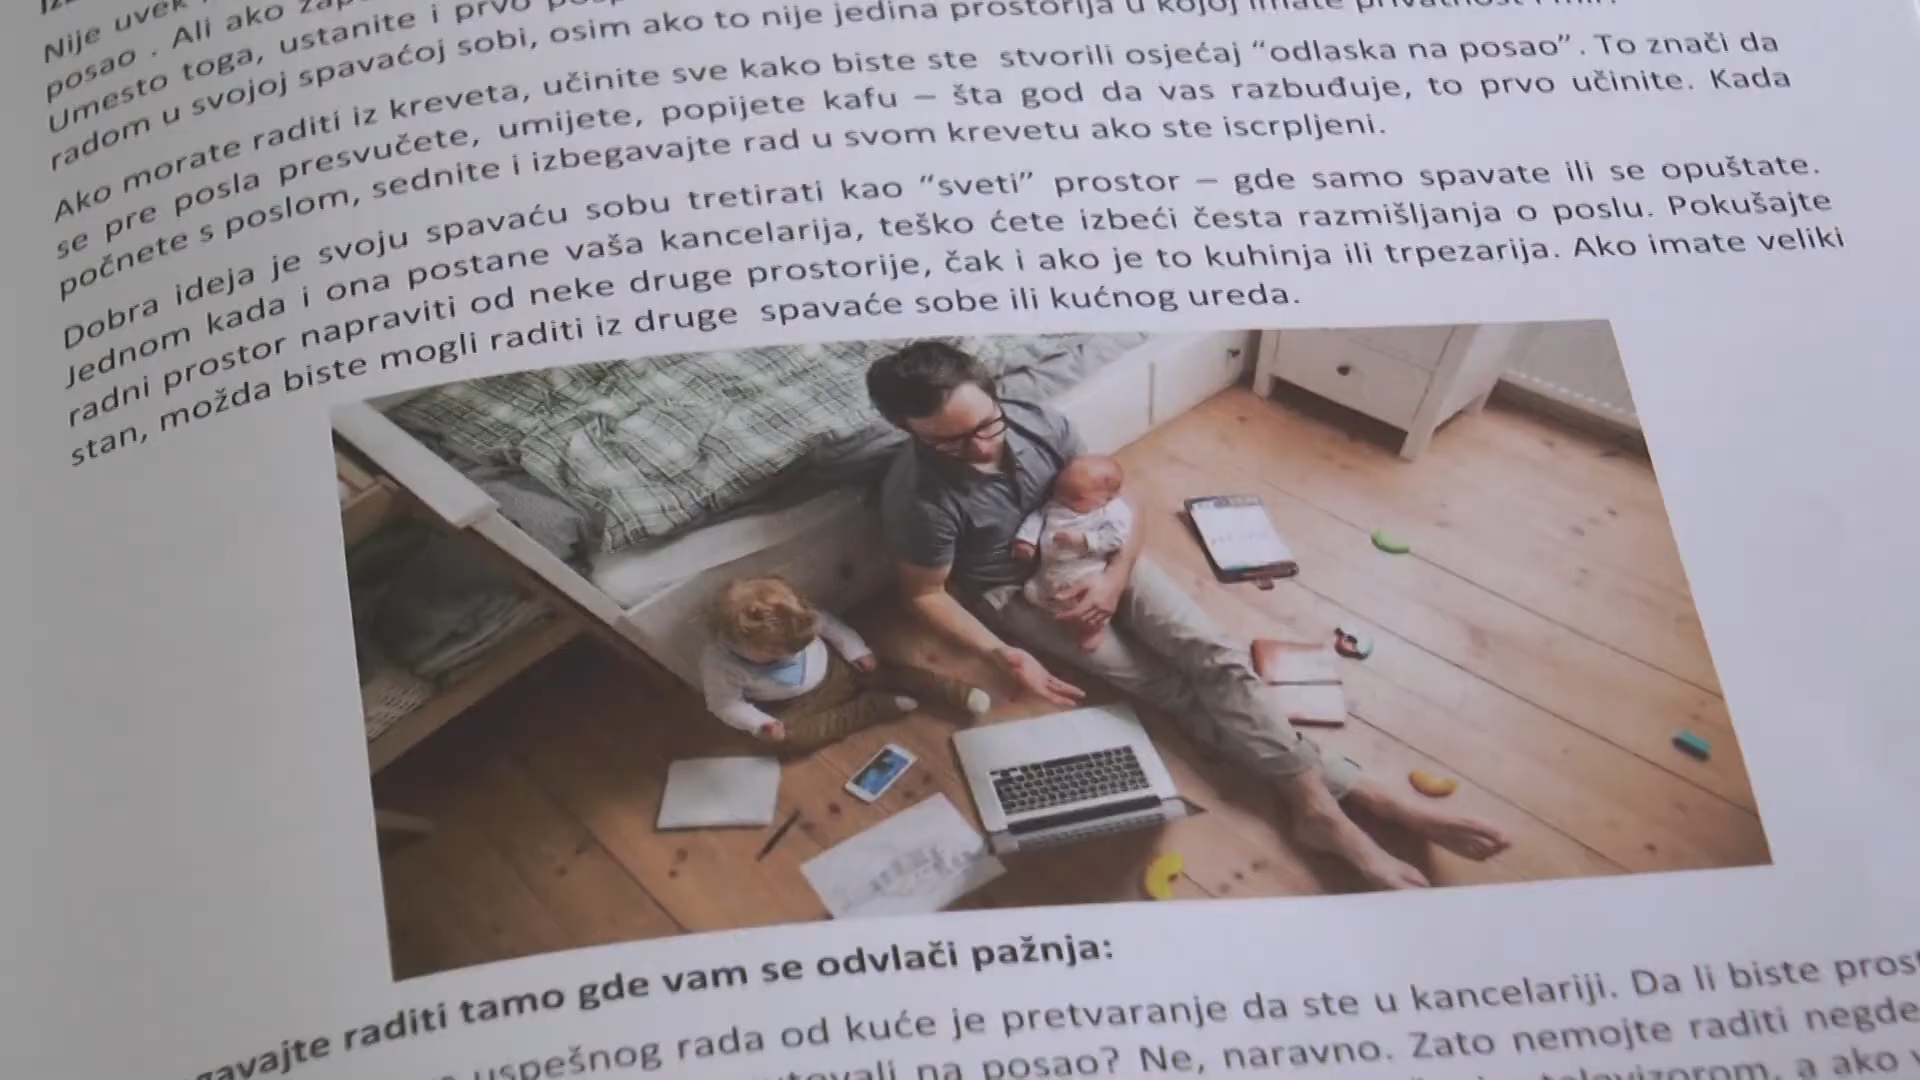 Nije uvek
posao . Ali ako
Umesto toga, ustanite i prvo
radom u svojoj spavaćoj sobi, osim ako to nije jedina prostorija u kojoj imate privatnost i mir.
Ako morate raditi iz kreveta, učinite sve kako biste ste stvorili osjećaj “odlaska na posao”. To znači da
se pre posla presvučete, umijete, popijete kafu – šta god da vas razbuđuje, to prvo učinite. Kada
počnete s poslom, sednite i izbegavajte rad u svom krevetu ako ste iscrpljeni.
Dobra ideja je svoju spavaću sobu tretirati kao “sveti” prostor – gde samo spavate ili se opuštate.
Jednom kada i ona postane vaša kancelarija, teško ćete izbeći česta razmišljanja o poslu. Pokušajte
radni prostor napraviti od neke druge prostorije, čak i ako je to kuhinja ili trpezarija. Ako imate veliki
stan, možda biste mogli raditi iz druge spavaće sobe ili kućnog ureda.
gavajte raditi tamo gde vam se odvlači pažnja:
uspešnog rada od kuće je pretvaranje da ste u kancelariji. Da li biste
na posao? Ne, naravno. Zato nemojte raditi negde
televizorom, a ako